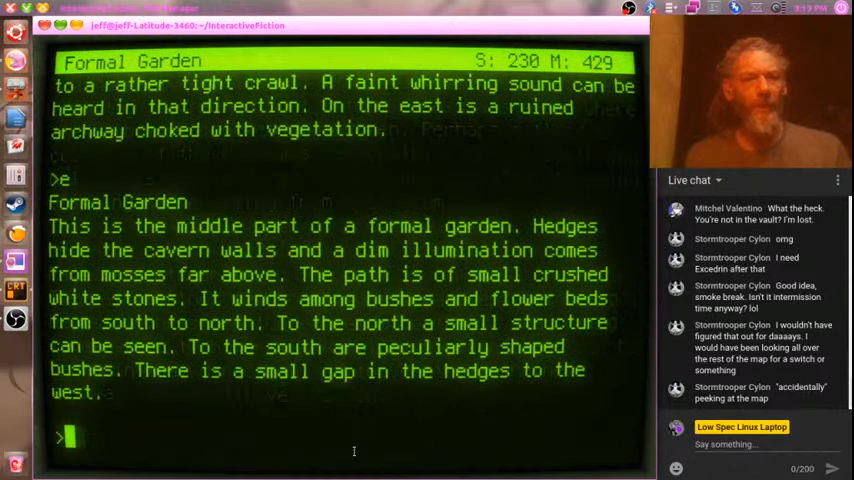 3:13 PM
jeff@jeff-Latitude-3460: ~/InteractiveFiction
Formal Garden S: 230 M: 429
to a rather tight crawl. A faint whirring sound can be
heard in that direction. On the east is a ruined
archway choked with vegetation.
>e
Formal Garden
This is the middle part of a formal garden. Hedges
hide the cavern walls and a dim illumination comes
from mosses far above. The path is of small crushed
white stones. It winds among bushes and flower beds
from south to north. To the north a small structure
can be seen. To the south are peculiarly shaped
bushes. There is a small gap in the hedges to the
west.
>
CRT
Live chat
Mitchel Valentino What the heck.
You're not in the vault? I'm lost.
Stormtrooper Cylon omg
Stormtrooper Cylon I need
Excedrin after that
Stormtrooper Cylon Good idea,
smoke break. Isn't it intermission
time anyway? lol
Stormtrooper Cylon I wouldn't have
figured that out for daaaays. I
would have been looking all over
the rest of the map for a switch or
something
Stormtrooper Cylon "accidentally"
peeking at the map
Low Spec Linux Laptop
Say something...
0/200